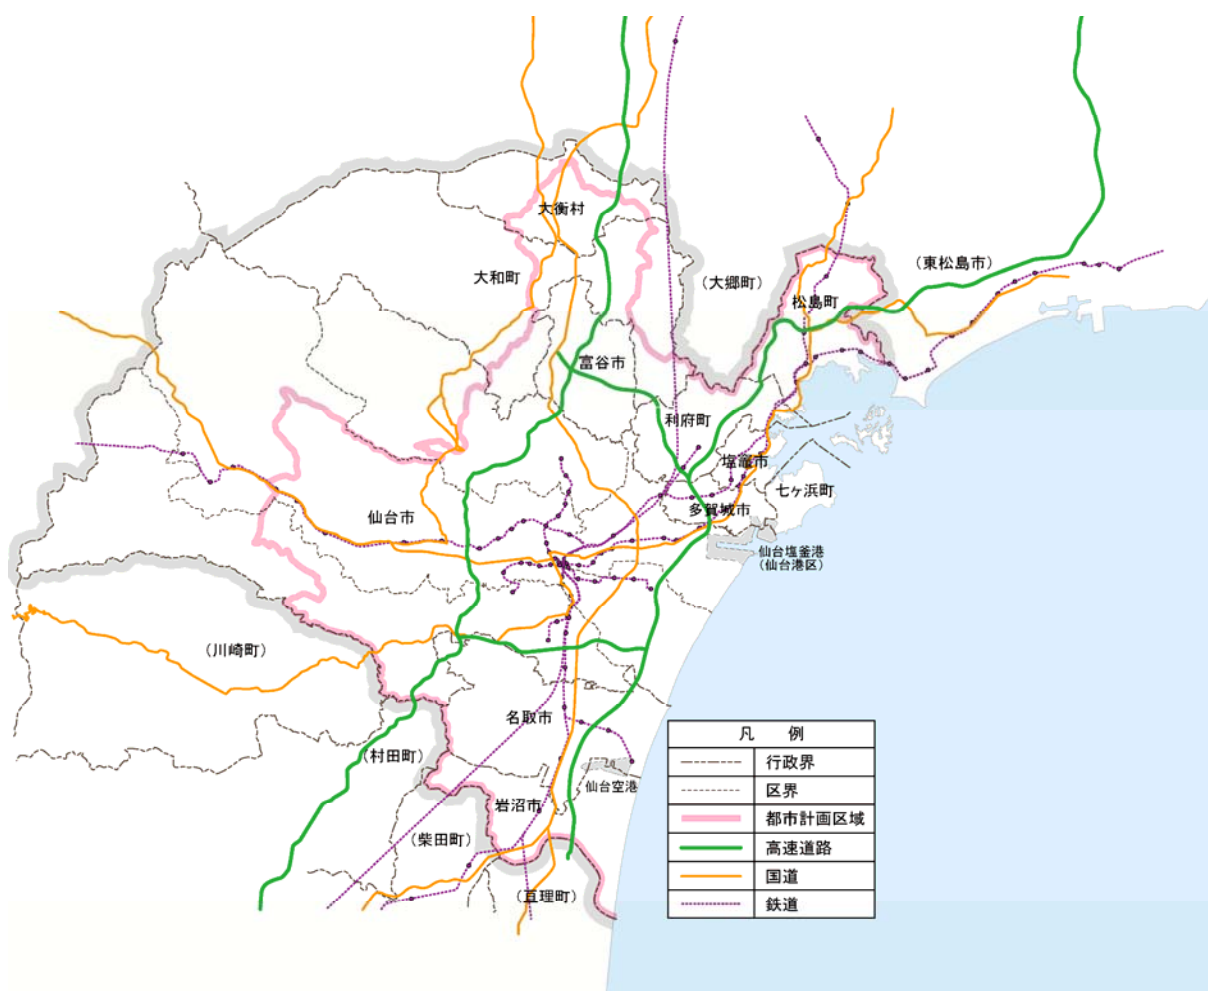 大衡村
大和町
(大郷町)
(東松島市)
松島町
富谷市
利府町
塩竈市
七ヶ浜町
多賀城市
仙台市
仙台塩釜港
(仙台港区)
(川崎町)
名取市
(村田町)
仙台空港
岩沼市
(柴田町)
(亘理町)
凡 例
行政界
区界
都市計画区域
高速道路
国道
鉄道